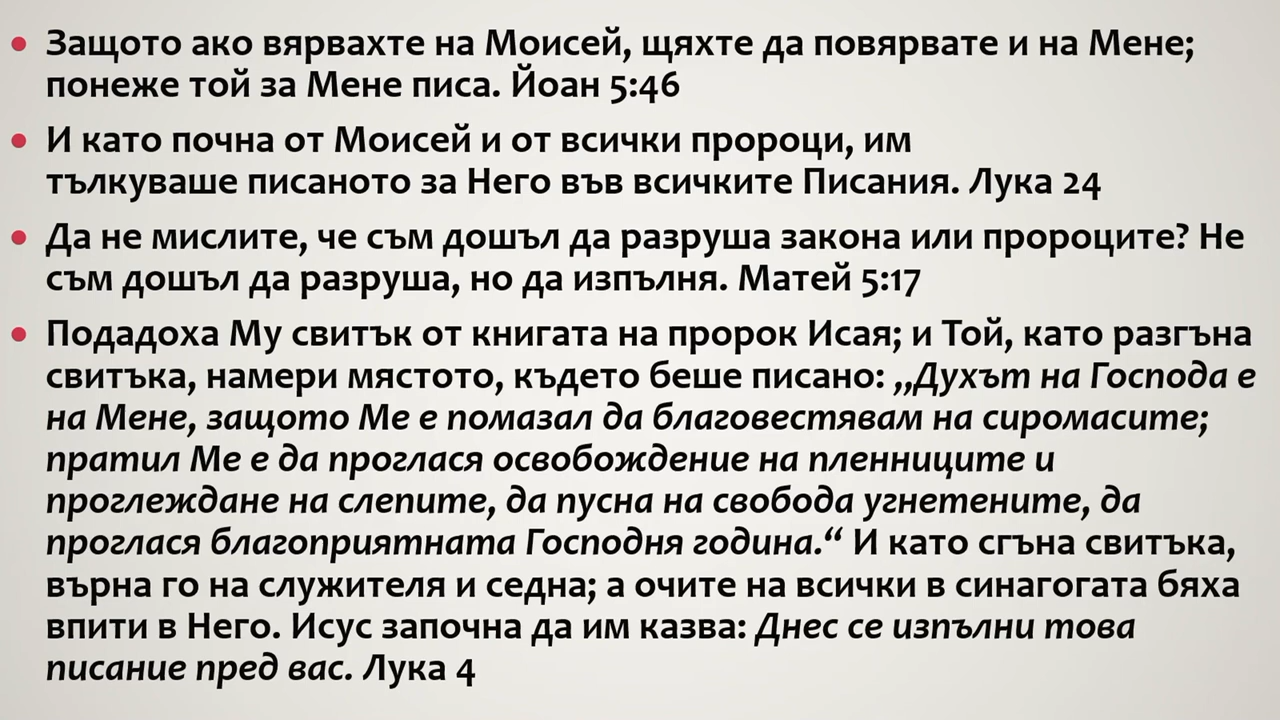 • Защото ако вярвахте на Моисей, щяхте да повярвате и на Мене;
понеже той за Мене писа. Йоан 5:46
• И като почна от Моисей и от всички пророци, им
тълкуваше писаното за Него във всичките Писания. Лука 24
• Да не мислите, че съм дошъл да разруша закона или пророците? Не
съм дошъл да разруша, но да изпълня. Матей 5:17
• Подадоха Му свитък от книгата на пророк Исая; и Той, като разгъна
свитъка, намери мястото, където беше писано: „Духът на Господа е
на Мене, защото Ме е помазал да благовестявам на сиромасите;
пратил Ме е да проглася освобождение на пленниците и
проглеждане на слепите, да пусна на свобода угнетените, да
проглася благоприятната Господня година.“ И като сгъна свитъка,
върна го на служителя и седна; а очите на всички в синагогата бяха
впити в Него. Исус започна да им казва: Днес се изпълни това
писание пред вас. Лука 4